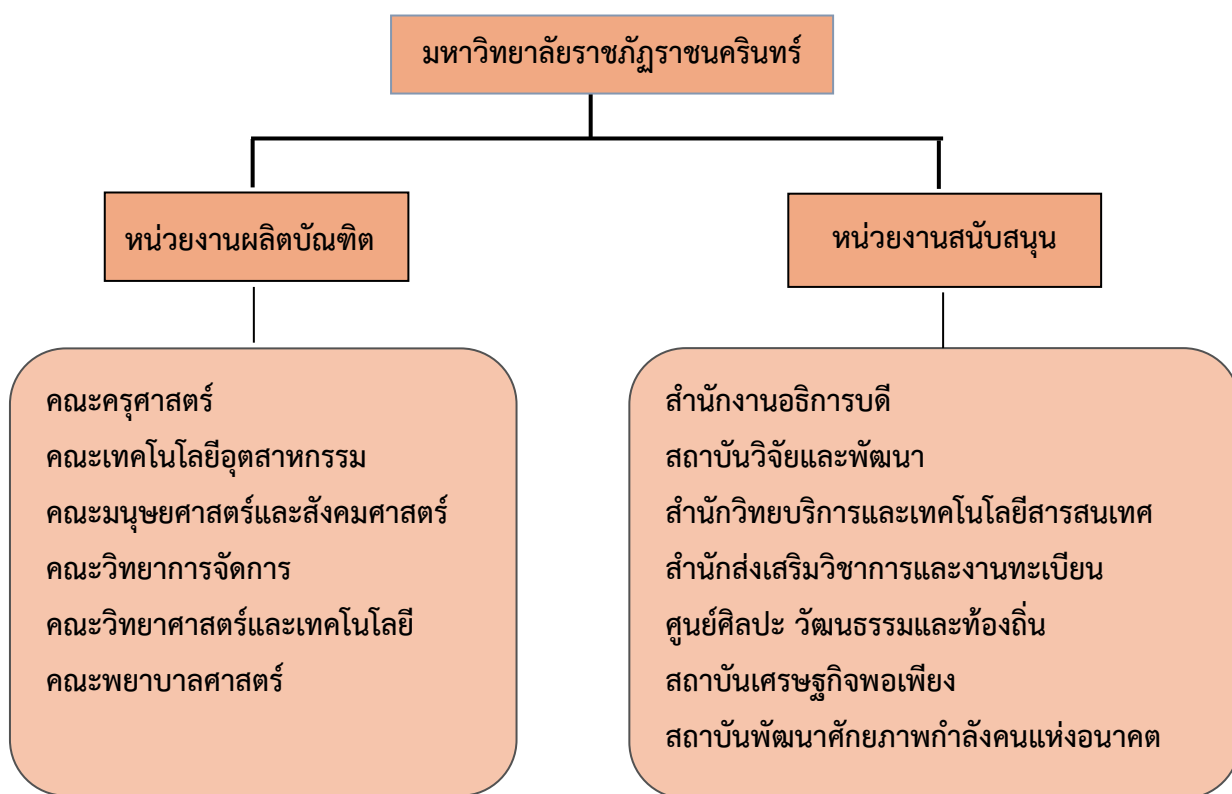 มหาวิทยาลัยราชภัฏราชนครินทร์
หน่วยงานผลิตบัณฑิต
หน่วยงานสนับสนุน
คณะครุศาสตร์
คณะเทคโนโลยีอุตสาหกรรม
คณะมนุษยศาสตร์และสังคมศาสตร์
คณะวิทยาการจัดการ
คณะวิทยาศาสตร์และเทคโนโลยี
คณะพยาบาลศาสตร์
สำนักงานอธิการบดี
สถาบันวิจัยและพัฒนา
สำนักวิทยบริการและเทคโนโลยีสารสนเทศ
สำนักส่งเสริมวิชาการและงานทะเบียน
ศูนย์ศิลปะ วัฒนธรรมและท้องถิ่น
สถาบันเศรษฐกิจพอเพียง
สถาบันพัฒนาศักยภาพกำลังคนแห่งอนาคต